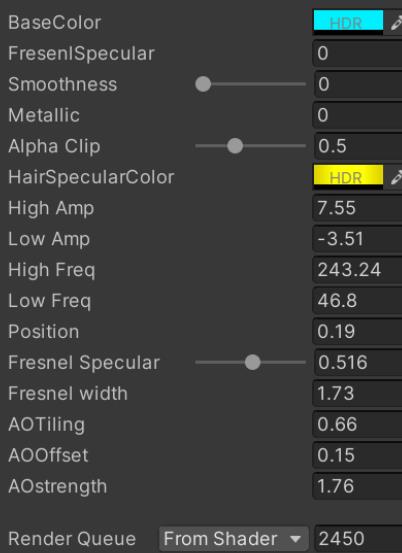 BaseColor HDR
FresenlSpecular 0
Smoothness 0
Metallic 0
Alpha Clip 0.5
HairSpecularColor HDR
High Amp 7.55
Low Amp -3.51
High Freq 243.24
Low Freq 46.8
Position 0.19
Fresnel Specular 0.516
Fresnel width 1.73
AOTiling 0.66
AOOffset 0.15
AOstrength 1.76
Render Queue From Shader 2450